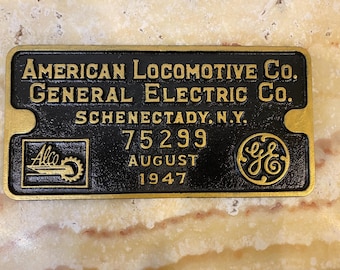 AMERICAN LOCOMOTIVE CO.
GENERAL ELECTRIC CO.
SCHENECTADY, N.Y.
75299
AUGUST
1947
Alco
GE